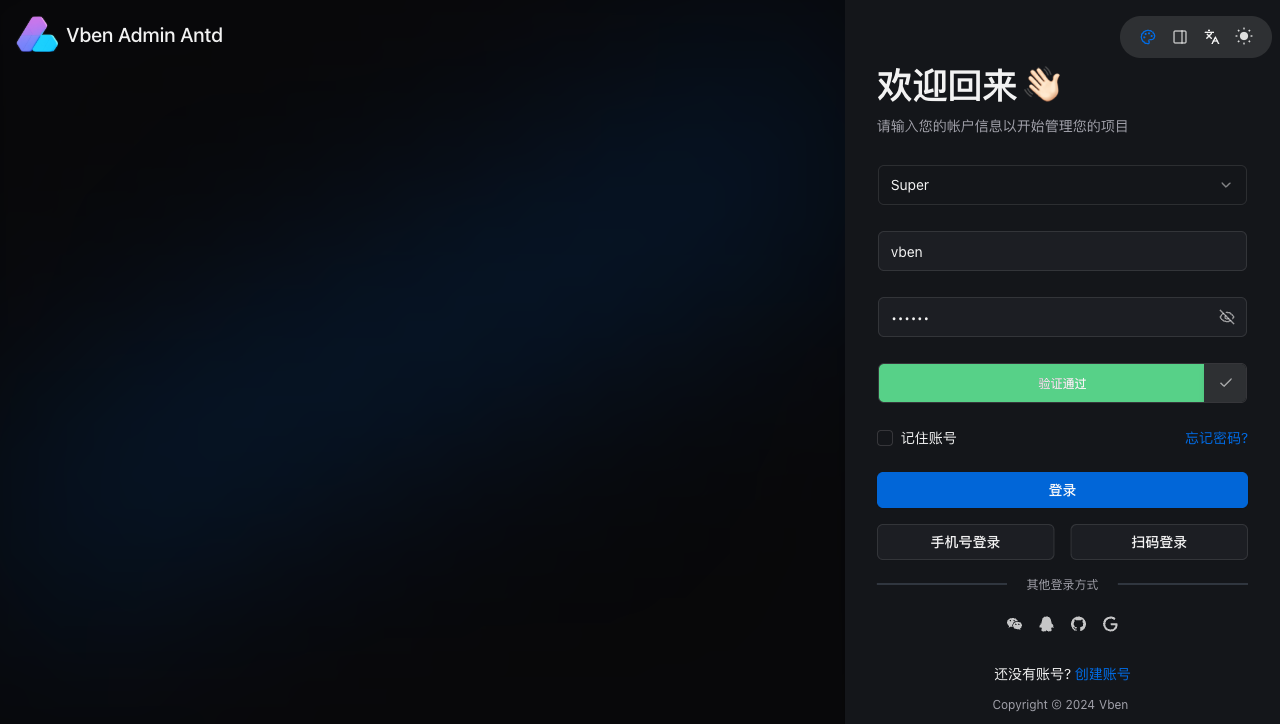 Vben Admin Antd
欢迎回来 👋🏻
请输入您的帐户信息以开始管理您的项目
Super
vben
••••••
验证通过
记住账号
忘记密码?
登录
手机号登录
扫码登录
其他登录方式
还没有账号? 创建账号
Copyright © 2024 Vben